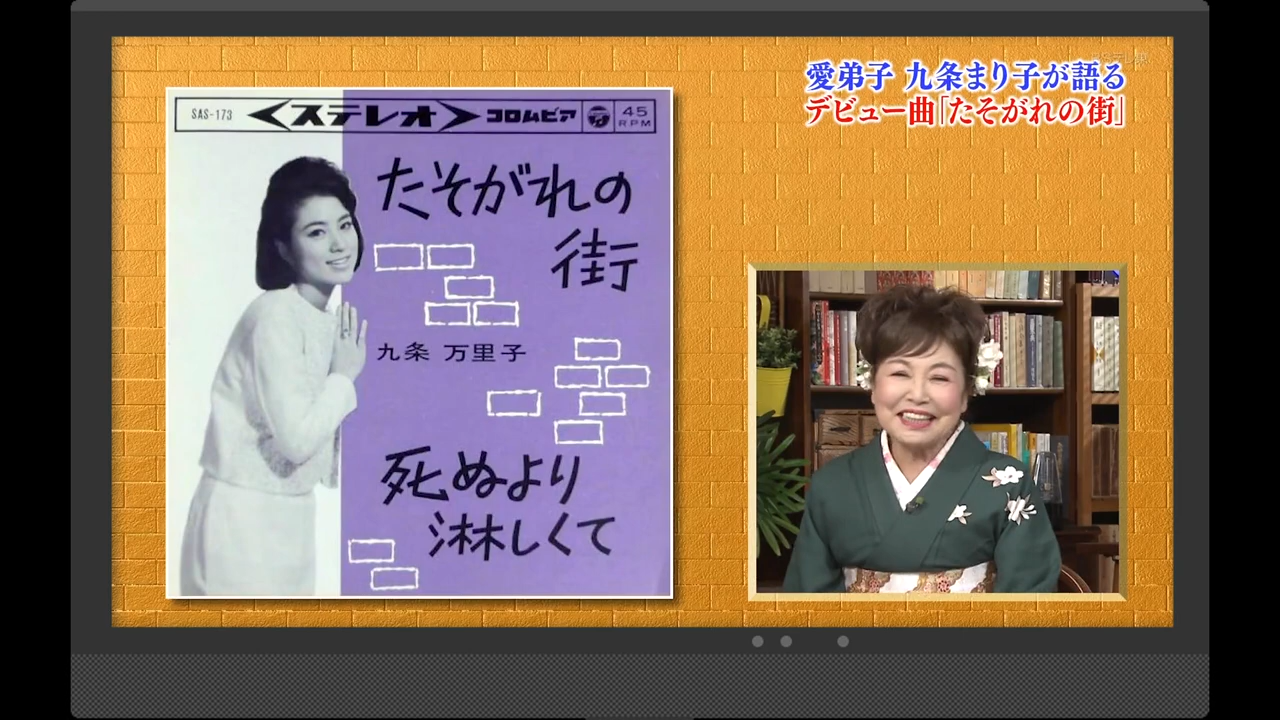 愛弟子 九条まり子が語る
デビュー曲「たそがれの街」
SAS-173
ステレオ
コロムビア
45
RPM
たそがれの
街
九条 万里子
死ぬより
淋しくて